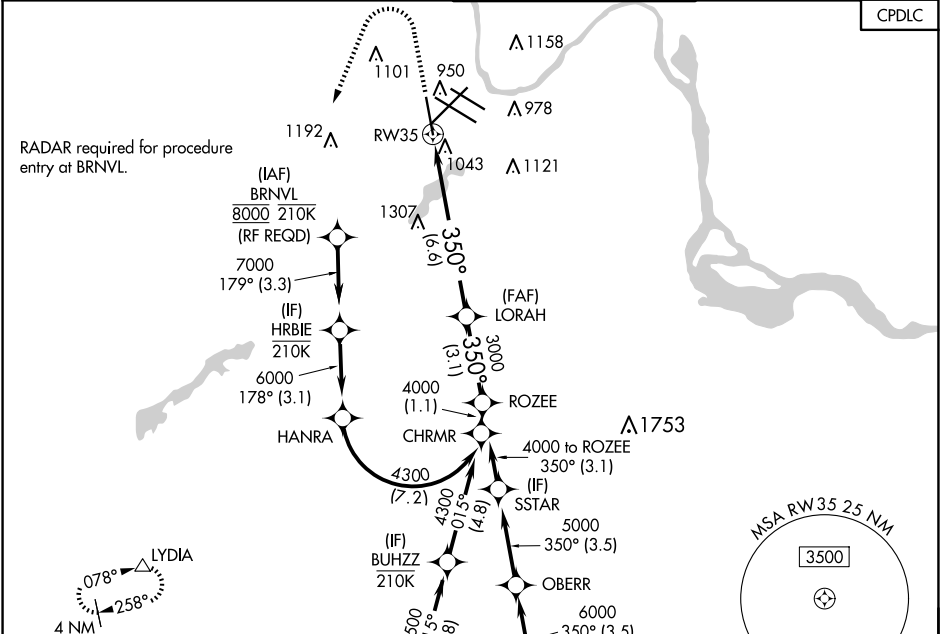 CPDLC
1158
1101
950
978
1192
RW35
1043
1121
RADAR required for procedure
entry at BRNVL.
(IAF)
BRNVL
8000 210K
(RF REQD)
1307
350°
(6.6)
7000
179° (3.3)
(FAF)
LORAH
(IF)
HRBIE
210K
3000
350°
(3.1)
6000
178° (3.1)
4000
(1.1)
ROZEE
HANRA
CHRMR
1753
4000 to ROZEE
350° (3.1)
4300
(7.2)
4300
015°
(4.8)
(IF)
SSTAR
5000
350° (3.5)
(IF)
BUHZZ
210K
OBERR
MSA RW35 25 NM
3500
LYDIA
078°
258°
4 NM
6000
350° (3.5)